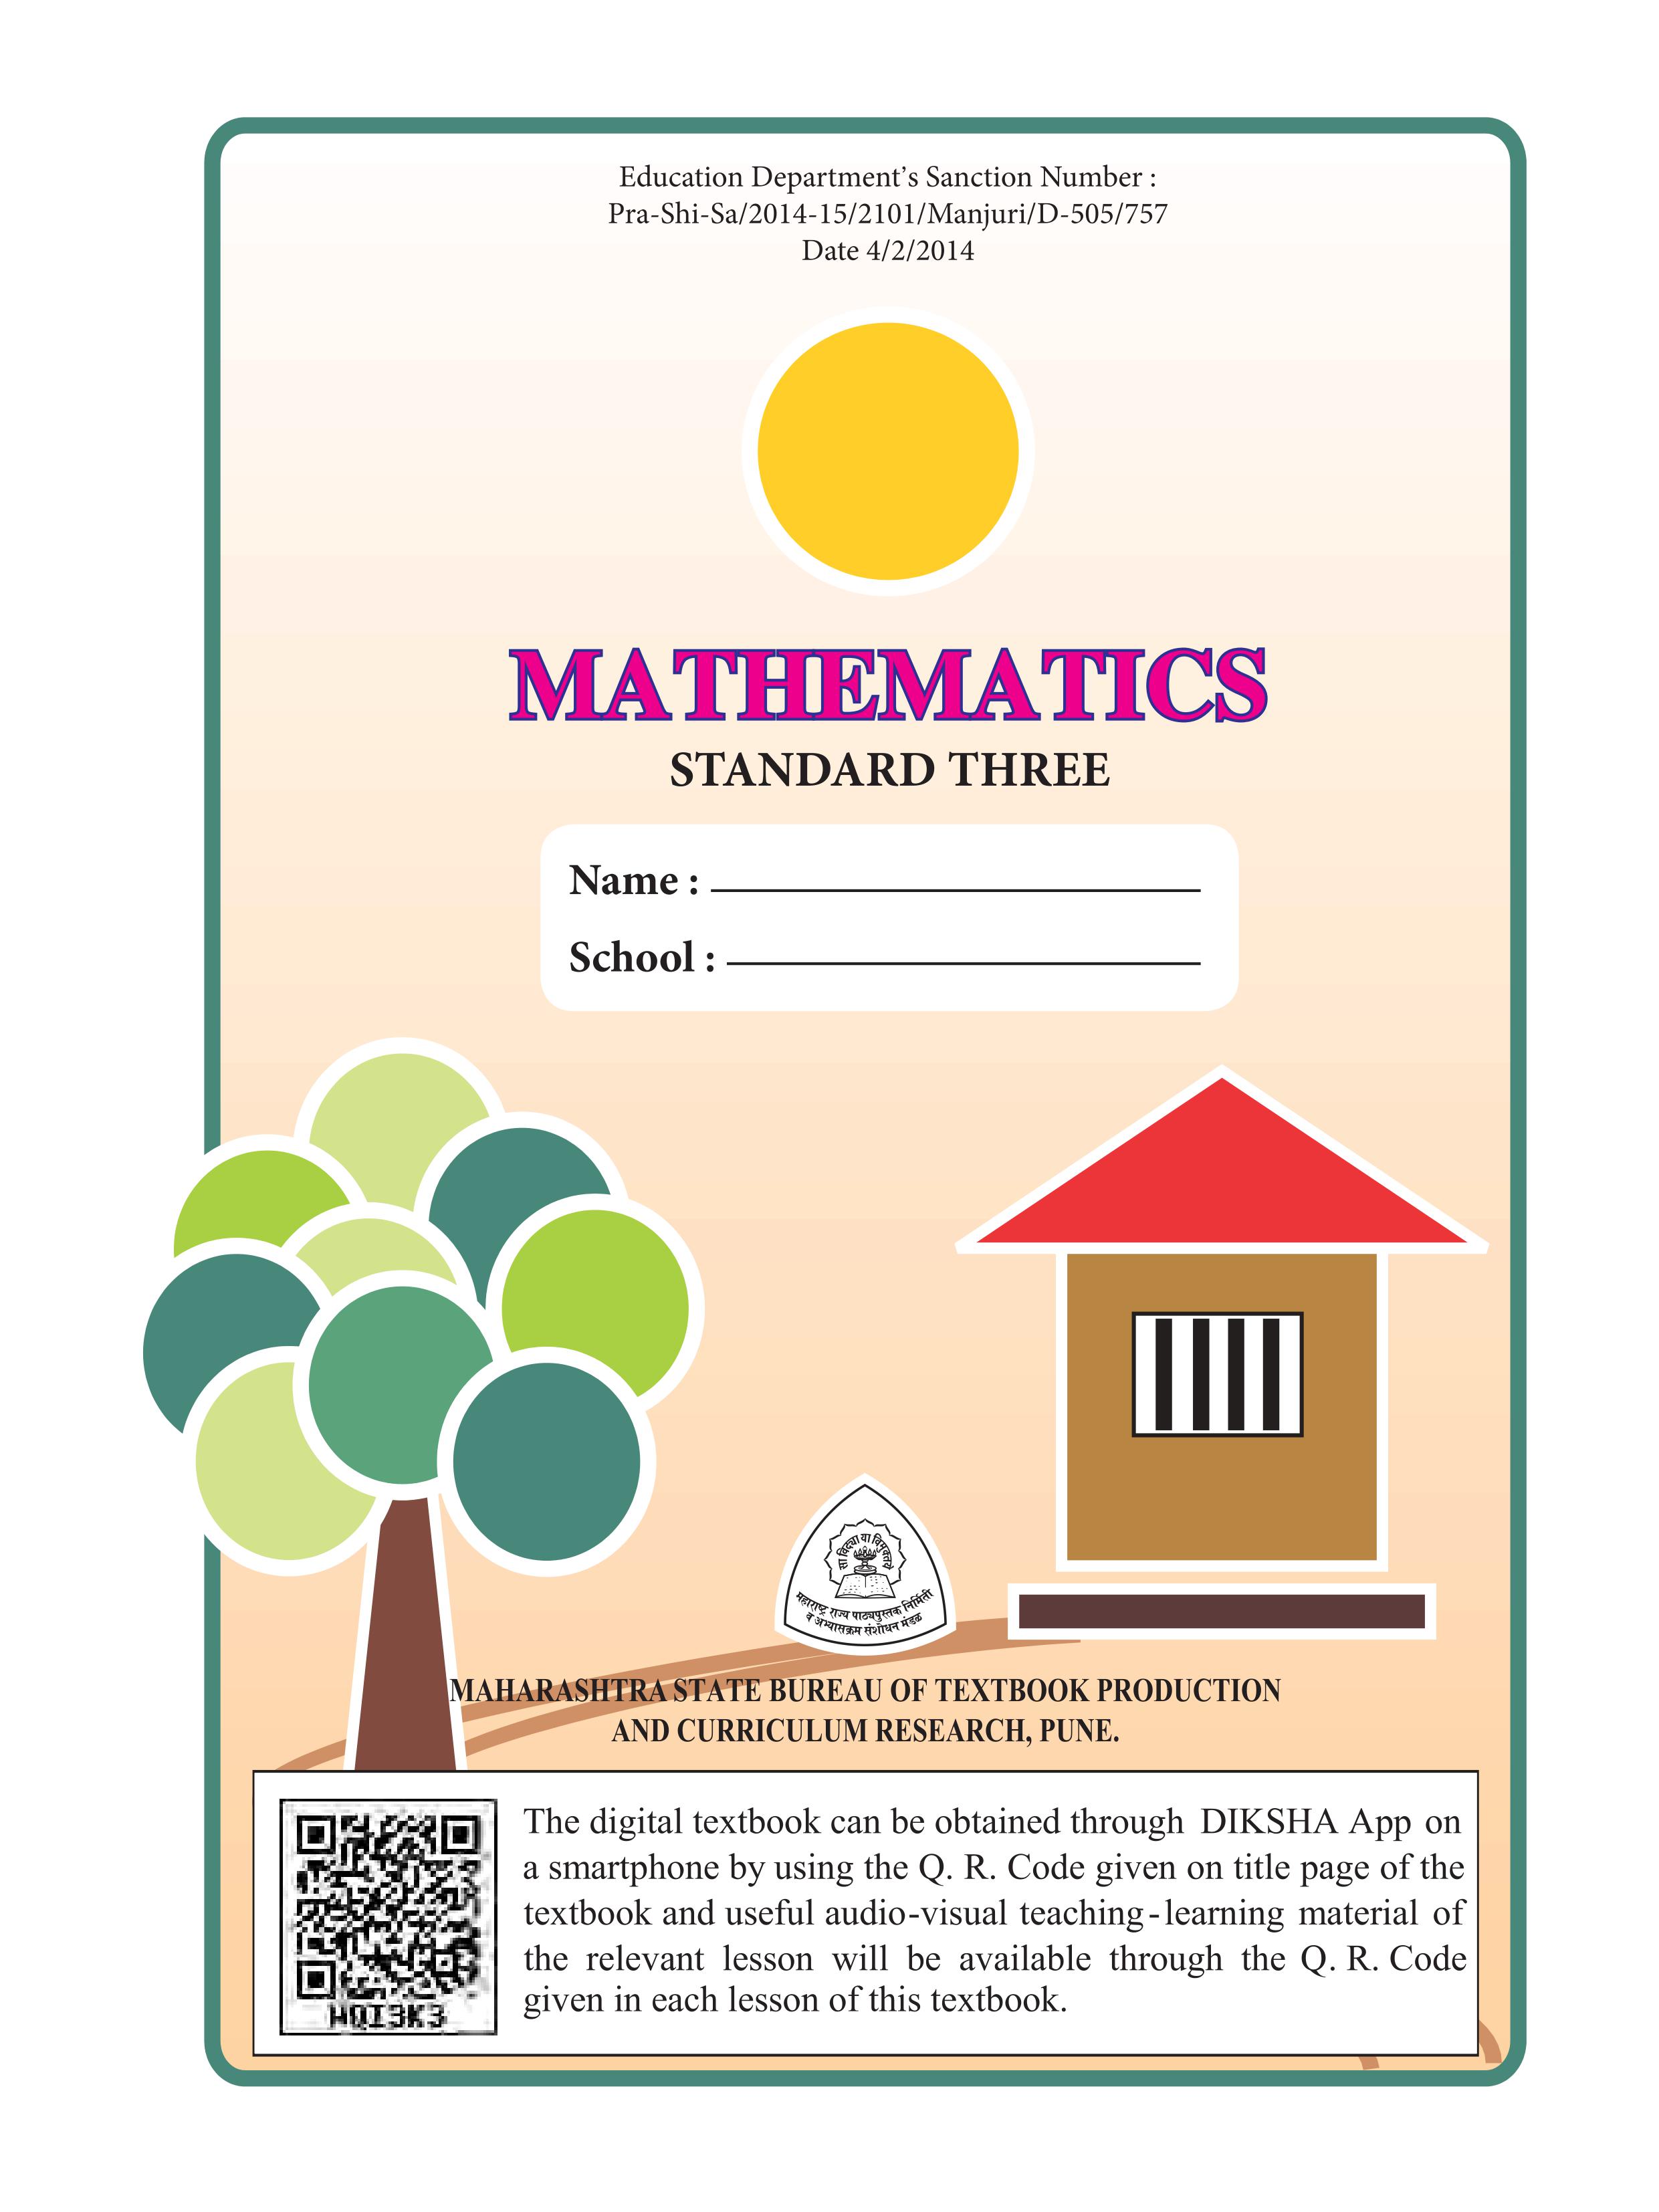 Education Department’s Sanction Number :
Pra-Shi-Sa/2014-15/2101/Manjuri/D-505/757
Date 4/2/2014
MATHEMATICS
STANDARD THREE
Name :
School :
सा विद्या या विमुक्तये
महाराष्ट्र राज्य पाठ्यपुस्तक निर्मिती
व अभ्यासक्रम संशोधन मंडळ
MAHARASHTRA STATE BUREAU OF TEXTBOOK PRODUCTION
AND CURRICULUM RESEARCH, PUNE.
The digital textbook can be obtained through DIKSHA App on
a smartphone by using the Q. R. Code given on title page of the
textbook and useful audio-visual teaching-learning material of
the relevant lesson will be available through the Q. R. Code
given in each lesson of this textbook.